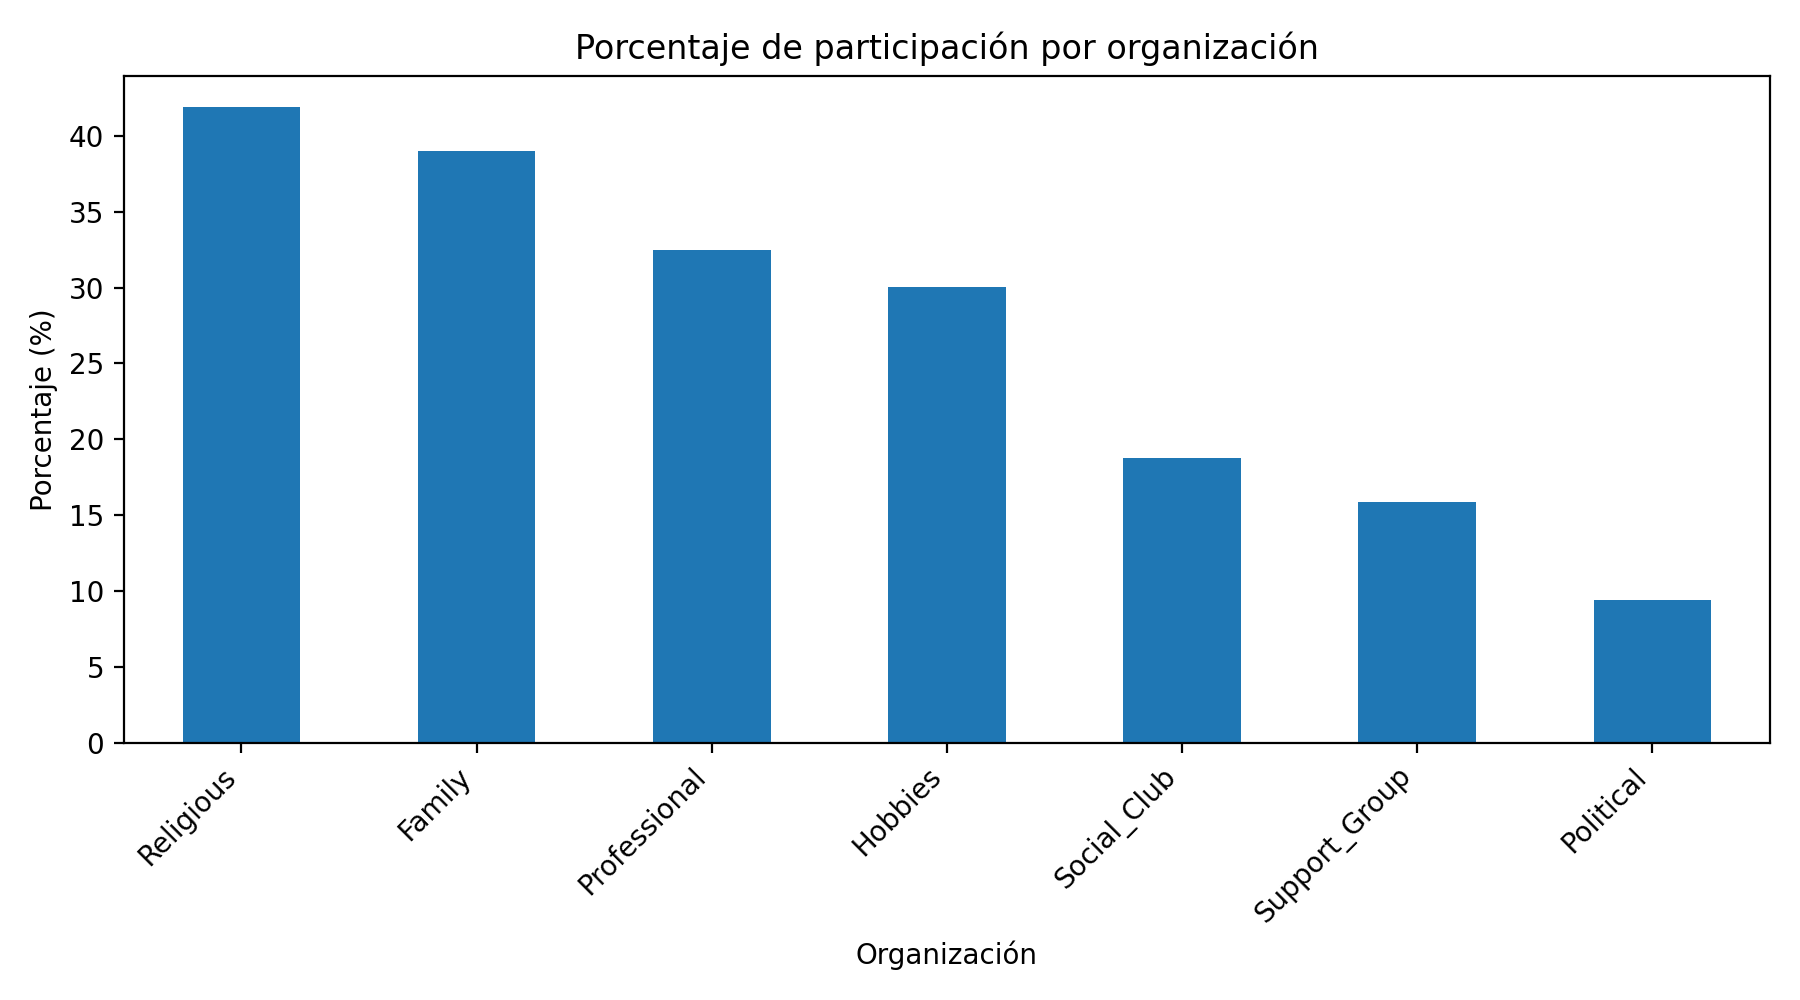 Porcentaje de participación por organización
Porcentaje (%)
40
35
30
25
20
15
10
5
0
Religious
Family
Professional
Hobbies
Social_Club
Support_Group
Political
Organización